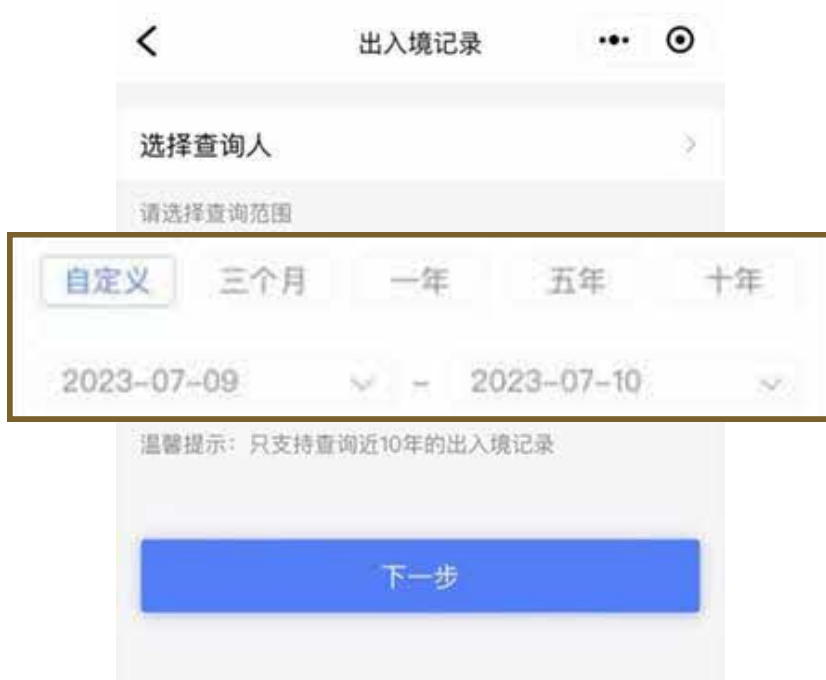 出入境记录
选择查询人
请选择查询范围
自定义 三个月 一年 五年 十年
2023-07-09 - 2023-07-10
温馨提示：只支持查询近10年的出入境记录
下一步